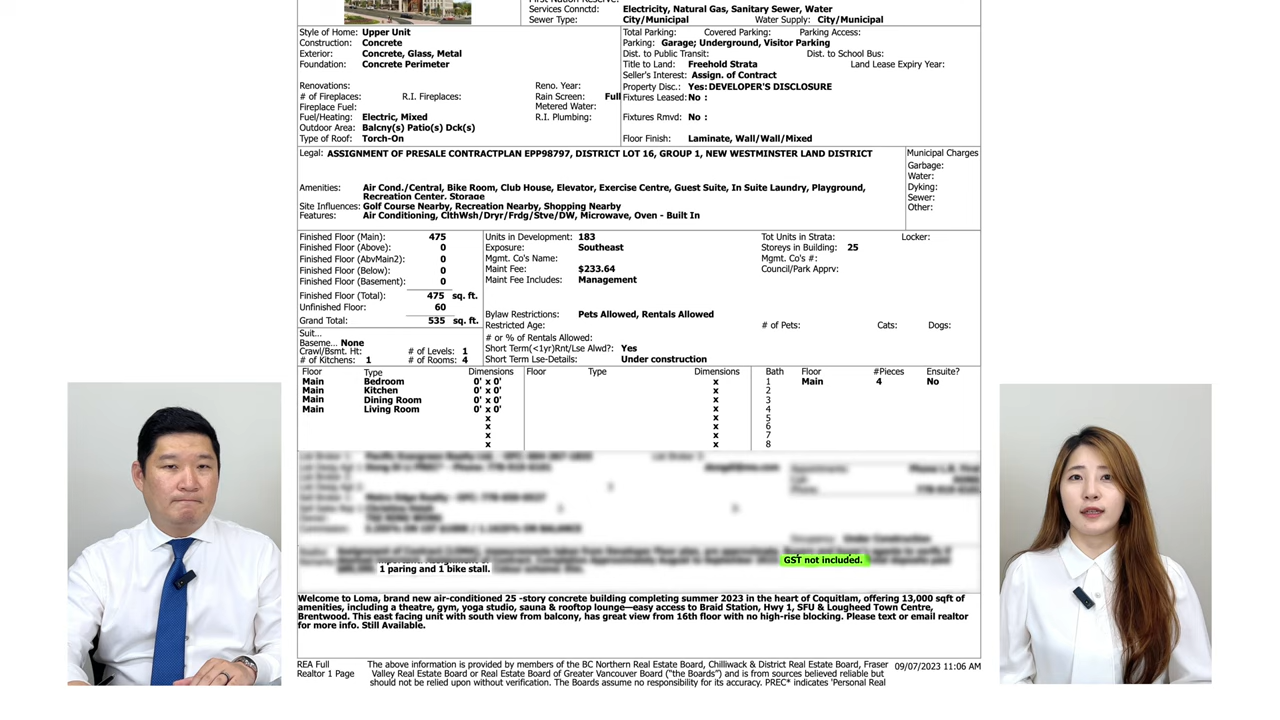 Services Connctd: Electricity, Natural Gas, Sanitary Sewer, Water
Sewer Type: City/Municipal Water Supply: City/Municipal
Style of Home: Upper Unit
Construction: Concrete
Exterior: Concrete, Glass, Metal
Foundation: Concrete Perimeter
Renovations: Reno. Year:
# of Fireplaces: R.I. Fireplaces: Rain Screen: Full
Fireplace Fuel: Metered Water:
Fuel/Heating: Electric, Mixed R.I. Plumbing:
Outdoor Area: Balcny(s) Patio(s) Dck(s)
Type of Roof: Torch-On
Total Parking: Covered Parking: Parking Access:
Parking: Garage; Underground, Visitor Parking
Dist. to Public Transit: Dist. to School Bus:
Title to Land: Freehold Strata Land Lease Expiry Year:
Seller's Interest: Assign. of Contract
Property Disc.: Yes: DEVELOPER'S DISCLOSURE
Fixtures Leased: No :
Fixtures Rmvd: No :
Floor Finish: Laminate, Wall/Wall/Mixed
Legal: ASSIGNMENT OF PRESALE CONTRACTPLAN EPP98797, DISTRICT LOT 16, GROUP 1, NEW WESTMINSTER LAND DISTRICT
Amenities: Air Cond./Central, Bike Room, Club House, Elevator, Exercise Centre, Guest Suite, In Suite Laundry, Playground,
Recreation Center, Storage
Site Influences: Golf Course Nearby, Recreation Nearby, Shopping Nearby
Features: Air Conditioning, ClthWsh/Dryr/Frdg/Stve/DW, Microwave, Oven - Built In
Municipal Charges
Garbage:
Water:
Dyking:
Sewer:
Other:
Finished Floor (Main): 475
Finished Floor (Above): 0
Finished Floor (AbvMain2): 0
Finished Floor (Below): 0
Finished Floor (Basement): 0
Finished Floor (Total): 475 sq. ft.
Unfinished Floor: 60
Grand Total: 535 sq. ft.
Suit...
Baseme... None
Crawl/Bsmt. Ht: # of Levels: 1
# of Kitchens: 1 # of Rooms: 4
Units in Development: 183 Tot Units in Strata: Locker:
Exposure: Southeast Storeys in Building: 25
Mgmt. Co's Name: Mgmt. Co's #:
Maint Fee: $233.64 Council/Park Apprv:
Maint Fee Includes: Management
Bylaw Restrictions: Pets Allowed, Rentals Allowed
Restricted Age: # of Pets: Cats: Dogs:
# or % of Rentals Allowed:
Short Term(<1yr)Rnt/Lse Alwd?: Yes
Short Term Lse-Details: Under construction
Floor Type Dimensions Floor Type Dimensions Bath Floor #Pieces Ensuite?
Main Bedroom 0' x 0' x 1 Main 4 No
Main Kitchen 0' x 0' x 2
Main Dining Room 0' x 0' x 3
Main Living Room 0' x 0' x 4
x x 5
x x 6
x x 7
x x 8
GST not included.
1 paring and 1 bike stall.
Welcome to Loma, brand new air-conditioned 25 -story concrete building completing summer 2023 in the heart of Coquitlam, offering 13,000 sqft of
amenities, including a theatre, gym, yoga studio, sauna & rooftop lounge—easy access to Braid Station, Hwy 1, SFU & Lougheed Town Centre,
Brentwood. This east facing unit with south view from balcony, has great view from 16th floor with no high-rise blocking. Please text or email realtor
for more info. Still Available.
REA Full
Realtor 1 Page
The above information is provided by members of the BC Northern Real Estate Board, Chilliwack & District Real Estate Board, Fraser
Valley Real Estate Board or Real Estate Board of Greater Vancouver Board ("the Boards") and is from sources believed reliable but
should not be relied upon without verification. The Boards assume no responsibility for its accuracy. PREC* indicates 'Personal Real
09/07/2023 11:06 AM